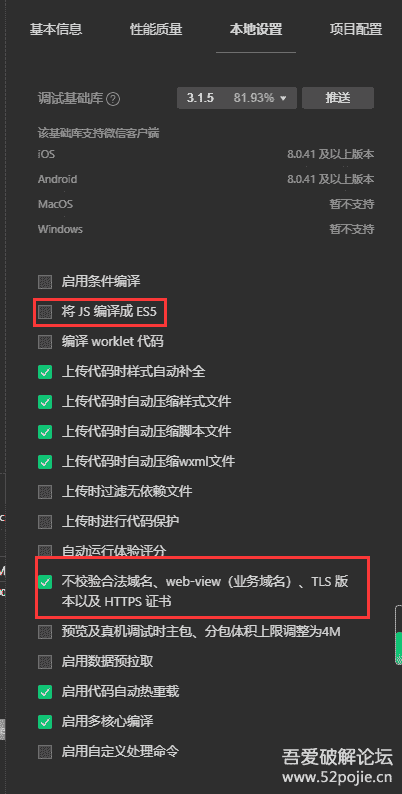 基本信息 性能质量 本地设置 项目配置
调试基础库 ? 3.1.5 81.93% 推送
该基础库支持微信客户端
iOS 8.0.41 及以上版本
Android 8.0.41 及以上版本
MacOS 暂不支持
Windows 暂不支持
启用条件编译
将 JS 编译成 ES5
编译 worklet 代码
上传代码时样式自动补全
上传代码时自动压缩样式文件
上传代码时自动压缩脚本文件
上传代码时自动压缩wxml文件
上传时过滤无依赖文件
上传时进行代码保护
自动运行体验评分
不校验合法域名、web-view（业务域名）、TLS 版
本以及 HTTPS 证书
预览及真机调试时主包、分包体积上限调整为4M
启用数据预拉取
启用代码自动热重载
启用多核心编译
启用自定义处理命令
吾爱破解论坛
www.52pojie.cn